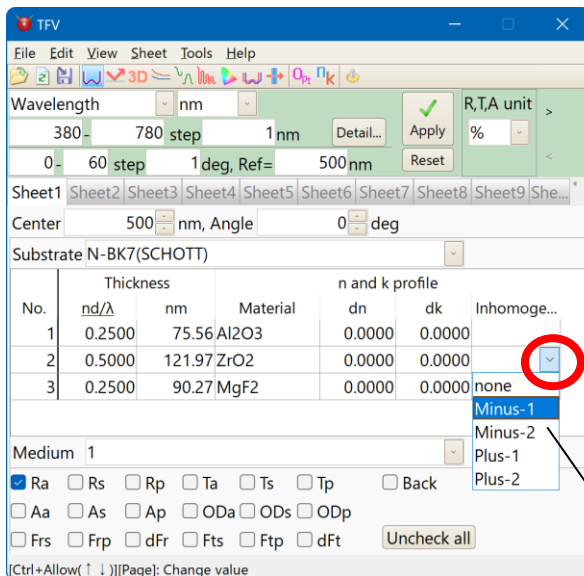 TFV
File Edit View Sheet Tools Help
3D Opt nk
Wavelength nm R,T,A unit >
380 - 780 step 1 nm Detail... Apply % <
0 - 60 step 1 deg, Ref= 500 nm Reset
Sheet1 Sheet2 Sheet3 Sheet4 Sheet5 Sheet6 Sheet7 Sheet8 Sheet9 She...
Center 500 nm, Angle 0 deg
Substrate N-BK7(SCHOTT)
Thickness n and k profile
No. nd/λ nm Material dn dk Inhomoge...
1 0.2500 75.56 Al2O3 0.0000 0.0000
2 0.5000 121.97 ZrO2 0.0000 0.0000
3 0.2500 90.27 MgF2 0.0000 0.0000 none
Minus-1
Minus-2
Plus-1
Plus-2
Medium 1
Ra Rs Rp Ta Ts Tp Back
Aa As Ap ODa ODs ODp
Frs Frp dFr Fts Ftp dFt Uncheck all
[Ctrl+Allow(↑ ↓ )][Page]: Change value